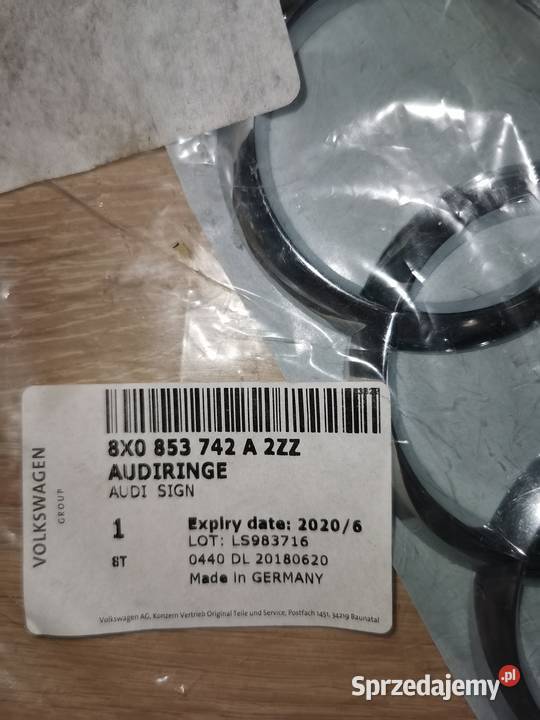 8X0 853 742 A 2ZZ
AUDIRINGE
AUDI SIGN
VOLKSWAGEN
GROUP
1
ST
Expiry date: 2020/6
LOT: LS983716
0440 DL 20180620
Made in GERMANY
Volkswagen AG, Konzern Vertrieb Original Teile und Service, Postfach 1451, 34219 Baunatal
Sprzedajemy.pl